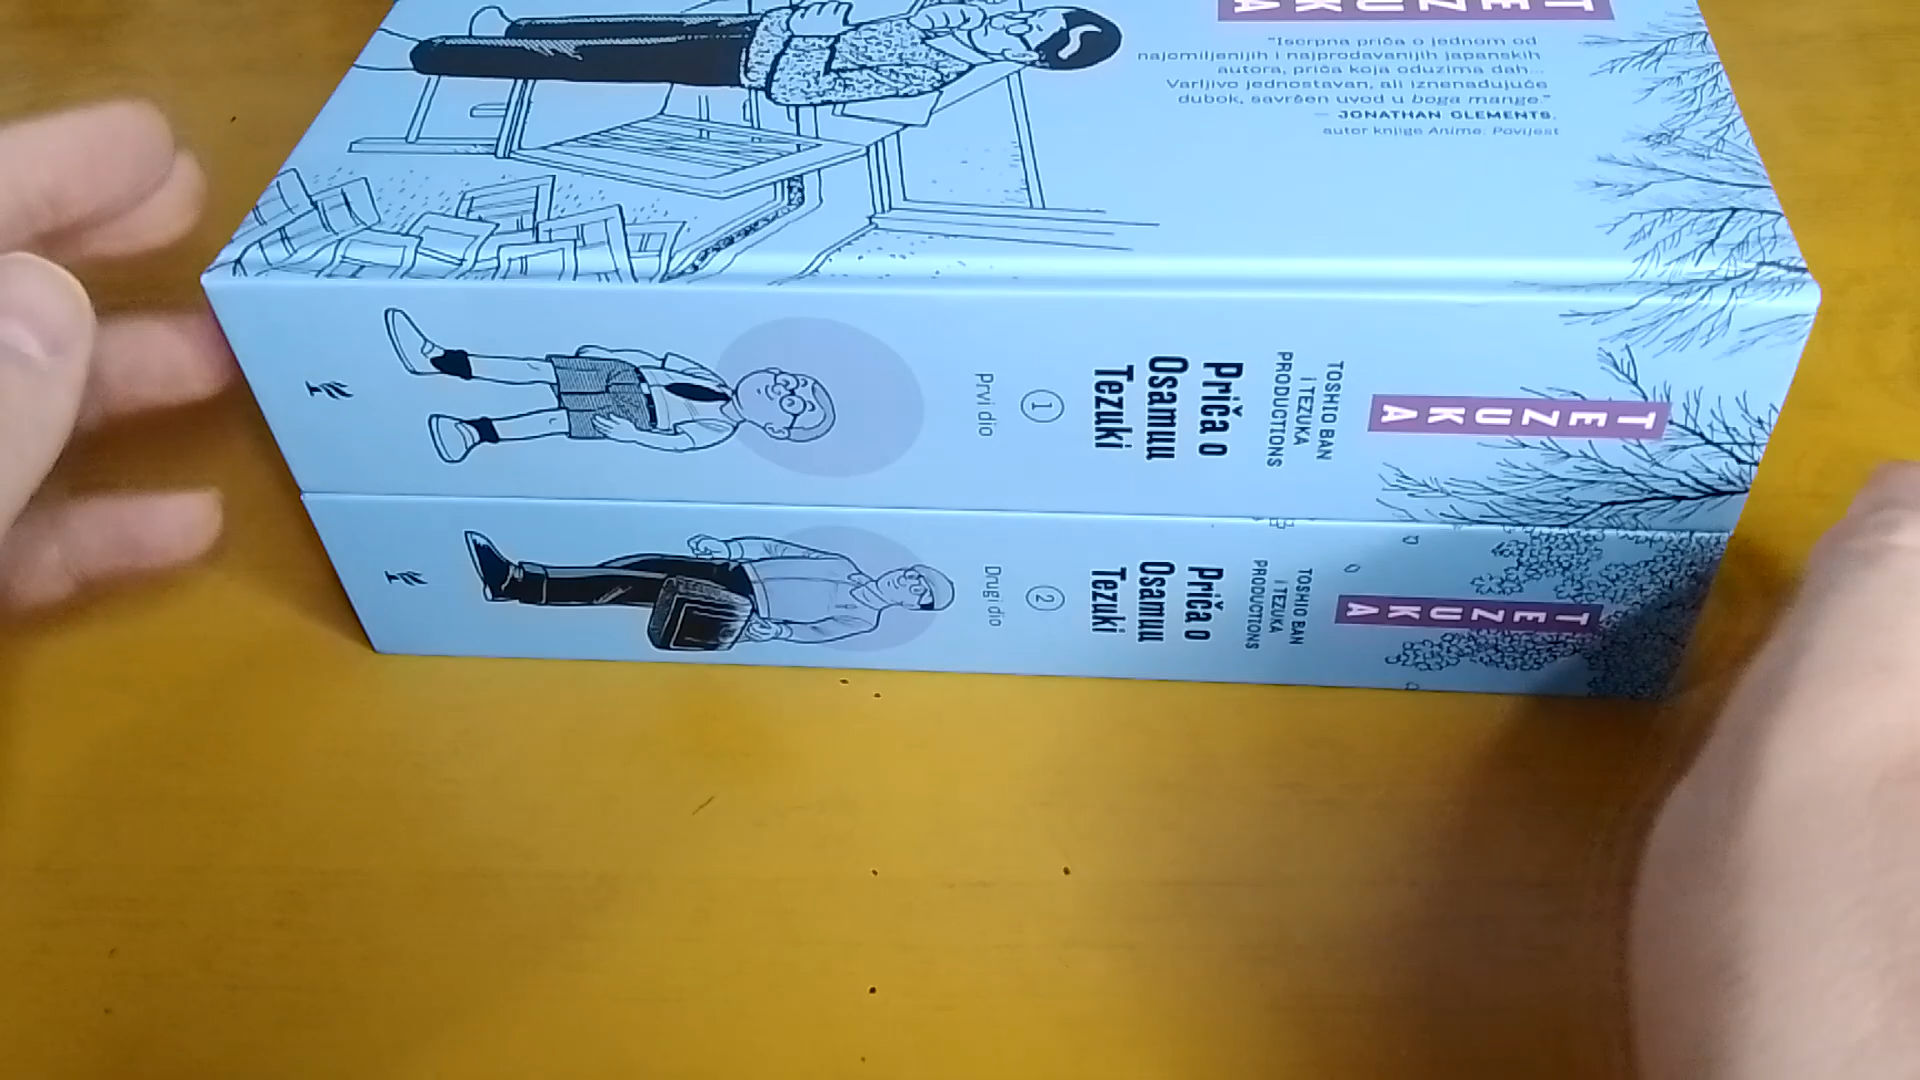 TEZUKA
"Iscrpna priča o jednom od
najomiljenijih i najprodavanijih japanskih
autora, priča koja oduzima dah...
Varljivo jednostavan, ali iznenađujuće
dubok, savršen uvod u boga mange."
— JONATHAN CLEMENTS,
autor knjige Anime: Povijest
TEZUKA
TOSHIO BAN
i TEZUKA
PRODUCTIONS
Priča o
Osamuu
Tezuki
1
Prvi dio
TEZUKA
TOSHIO BAN
i TEZUKA
PRODUCTIONS
Priča o
Osamuu
Tezuki
2
Drugi dio